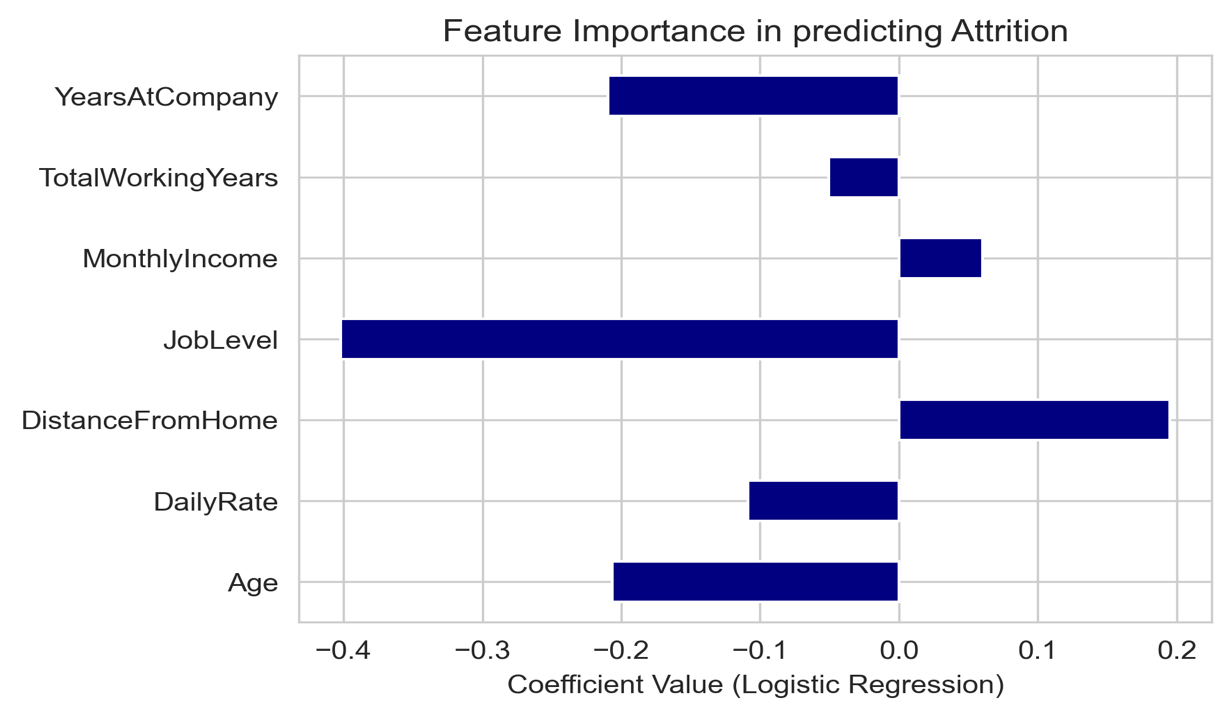 Feature Importance in predicting Attrition
YearsAtCompany
TotalWorkingYears
MonthlyIncome
JobLevel
DistanceFromHome
DailyRate
Age
−0.4 −0.3 −0.2 −0.1 0.0 0.1 0.2
Coefficient Value (Logistic Regression)